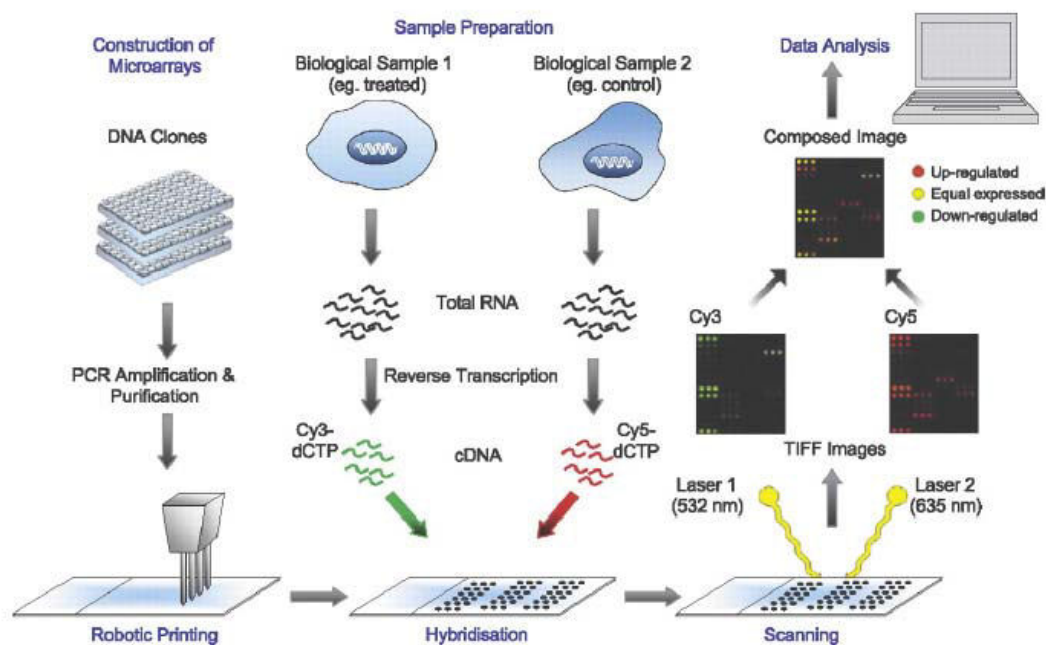 Construction of
Microarrays
DNA Clones
PCR Amplification &
Purification
Robotic Printing
Sample Preparation
Biological Sample 1
(eg. treated)
Biological Sample 2
(eg. control)
Total RNA
Reverse Transcription
Cy3-
dCTP
cDNA
Cy5-
dCTP
Hybridisation
Data Analysis
Composed Image
Up-regulated
Equal expressed
Down-regulated
Cy3
Cy5
TIFF Images
Laser 1
(532 nm)
Laser 2
(635 nm)
Scanning